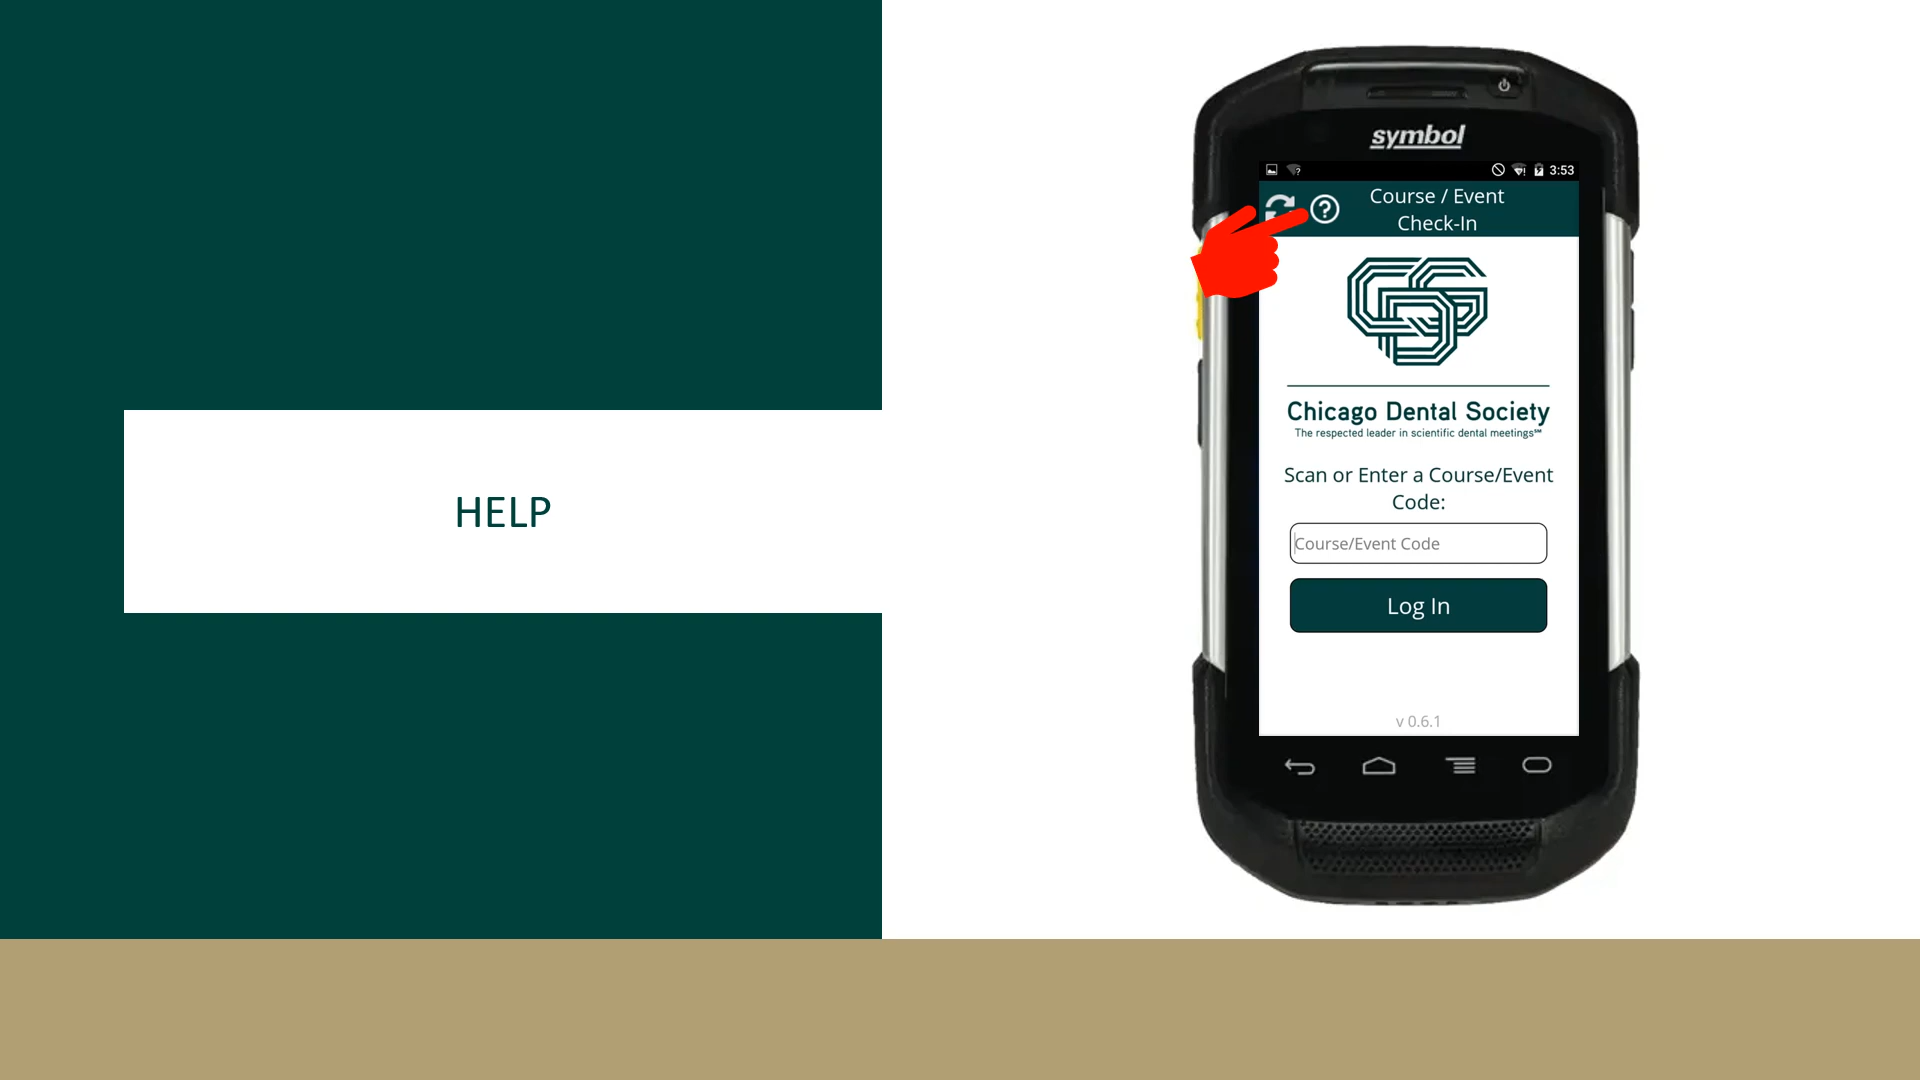 HELP
symbol
3:53
Course / Event
Check-In
CDS
Chicago Dental Society
The respected leader in scientific dental meetings℠
Scan or Enter a Course/Event
Code:
Course/Event Code
Log In
v 0.6.1